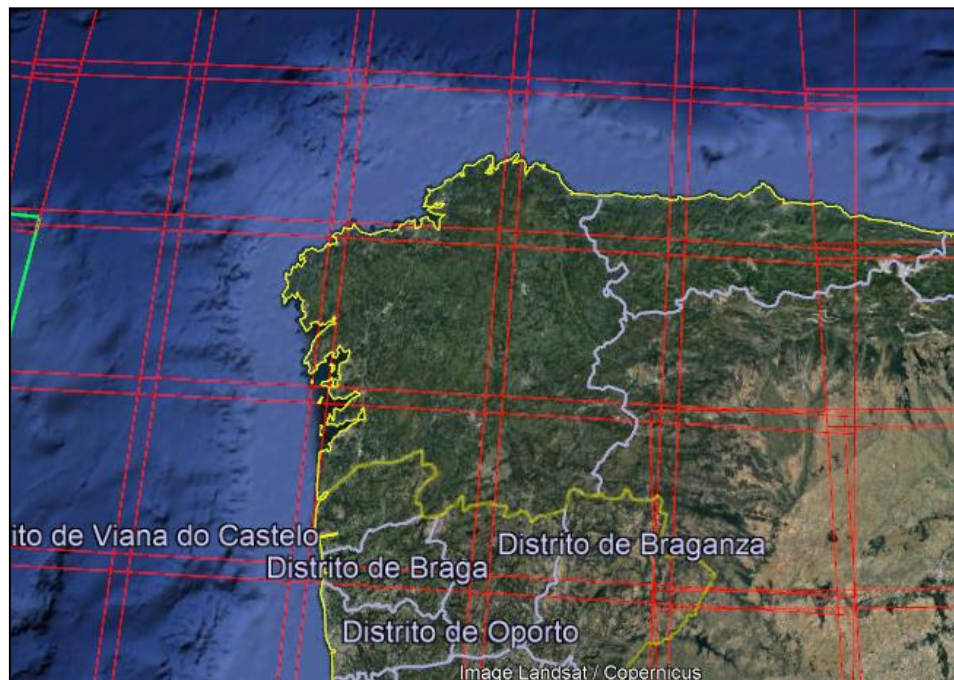 ito de Viana do Castelo
Distrito de Braganza
Distrito de Braga
Distrito de Oporto
Image Landsat / Copernicus